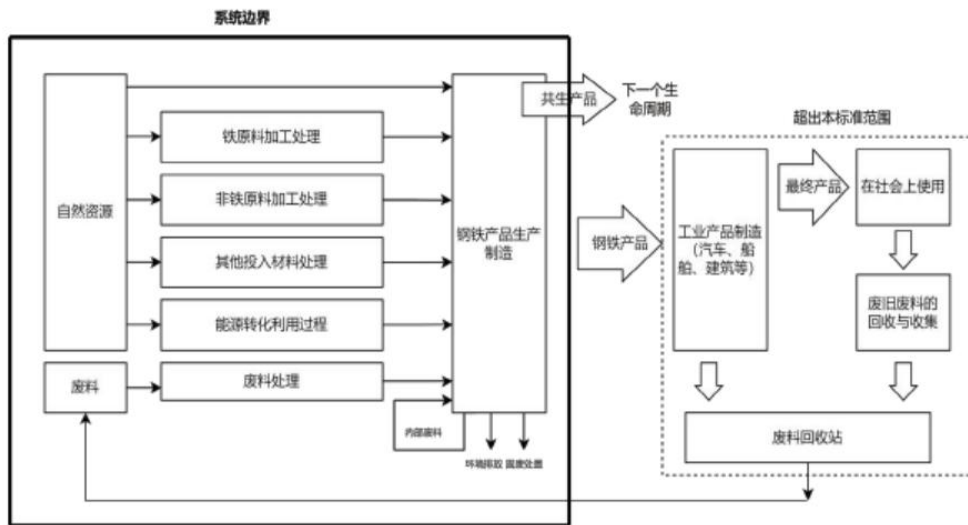 系统边界
自然资源
铁原料加工处理
非铁原料加工处理
其他投入材料处理
能源转化利用过程
废料
废料处理
钢铁产品生产
制造
内部废料
环境排放
固废处置
共生产品
下一个生
命周期
钢铁产品
超出本标准范围
工业产品制造
（汽车、船
舶、建筑等）
最终产品
在社会上使用
废旧废料的
回收与收集
废料回收站